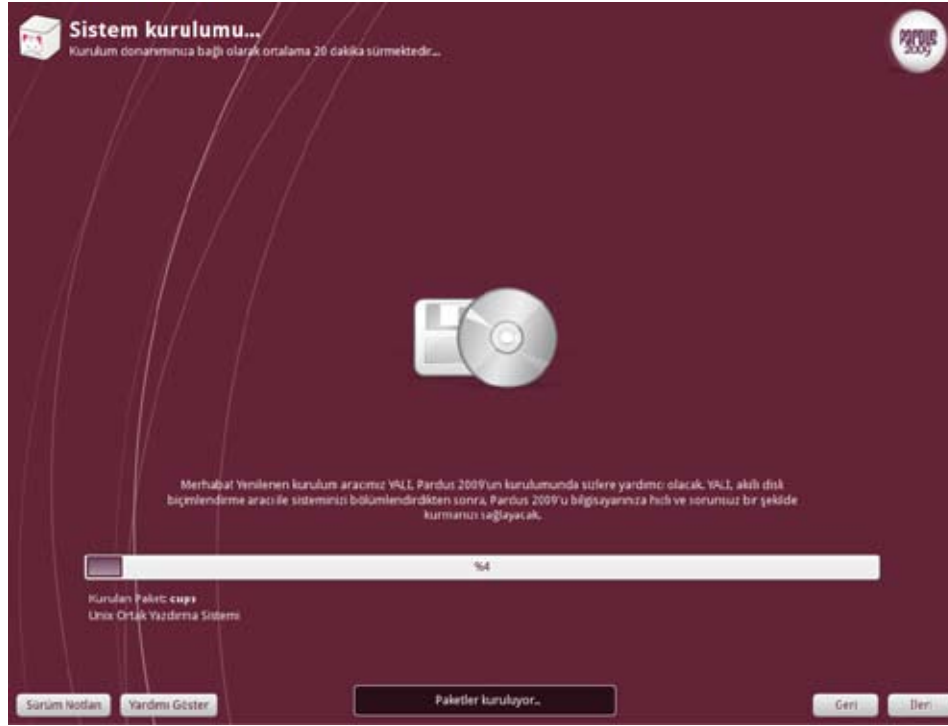 Sistem kurulumu...
Kurulum donanımınıza bağlı olarak ortalama 20 dakika sürmektedir...
Pardus
2009
Merhaba! Yenilenen kurulum aracımız YALI, Pardus 2009'un kurulumunda sizlere yardımcı olacak. YALI, akıllı disk
biçimlendirme aracı ile sisteminizi bölümlendirdikten sonra, Pardus 2009'u bilgisayarınıza hızlı ve sorunsuz bir şekilde
kurmanızı sağlayacak.
%4
Kurulan Paket: cups
Unix Ortak Yazdırma Sistemi
Sürüm Notları
Yardımı Göster
Paketler kuruluyor...
Geri
İleri